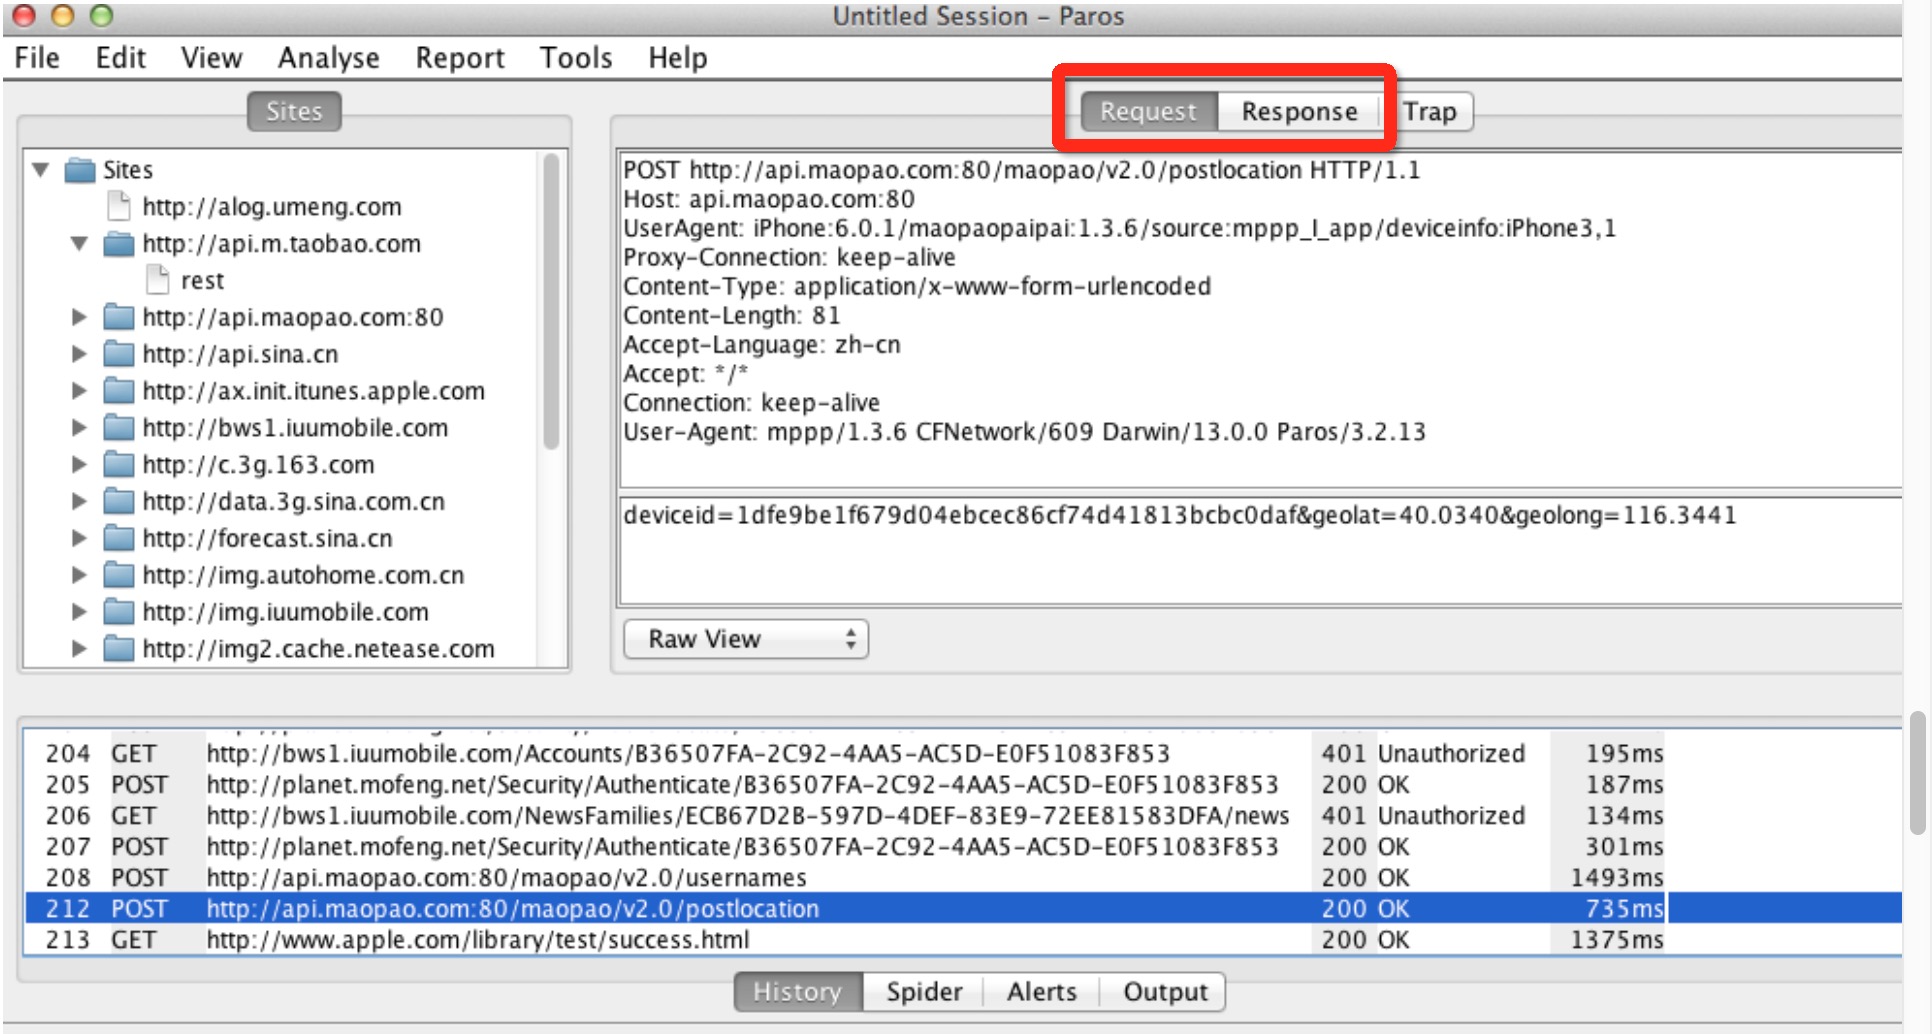 Untitled Session – Paros
File Edit View Analyse Report Tools Help
Sites
Sites
http://alog.umeng.com
http://api.m.taobao.com
rest
http://api.maopao.com:80
http://api.sina.cn
http://ax.init.itunes.apple.com
http://bws1.iuumobile.com
http://c.3g.163.com
http://data.3g.sina.com.cn
http://forecast.sina.cn
http://img.autohome.com.cn
http://img.iuumobile.com
http://img2.cache.netease.com
Request Response Trap
POST http://api.maopao.com:80/maopao/v2.0/postlocation HTTP/1.1
Host: api.maopao.com:80
UserAgent: iPhone:6.0.1/maopaopaipai:1.3.6/source:mppp_I_app/deviceinfo:iPhone3,1
Proxy-Connection: keep-alive
Content-Type: application/x-www-form-urlencoded
Content-Length: 81
Accept-Language: zh-cn
Accept: */*
Connection: keep-alive
User-Agent: mppp/1.3.6 CFNetwork/609 Darwin/13.0.0 Paros/3.2.13
deviceid=1dfe9be1f679d04ebcec86cf74d41813bcbc0daf&geolat=40.0340&geolong=116.3441
Raw View
204 GET http://bws1.iuumobile.com/Accounts/B36507FA-2C92-4AA5-AC5D-E0F51083F853 401 Unauthorized 195ms
205 POST http://planet.mofeng.net/Security/Authenticate/B36507FA-2C92-4AA5-AC5D-E0F51083F853 200 OK 187ms
206 GET http://bws1.iuumobile.com/NewsFamilies/ECB67D2B-597D-4DEF-83E9-72EE81583DFA/news 401 Unauthorized 134ms
207 POST http://planet.mofeng.net/Security/Authenticate/B36507FA-2C92-4AA5-AC5D-E0F51083F853 200 OK 301ms
208 POST http://api.maopao.com:80/maopao/v2.0/usernames 200 OK 1493ms
212 POST http://api.maopao.com:80/maopao/v2.0/postlocation 200 OK 735ms
213 GET http://www.apple.com/library/test/success.html 200 OK 1375ms
History Spider Alerts Output